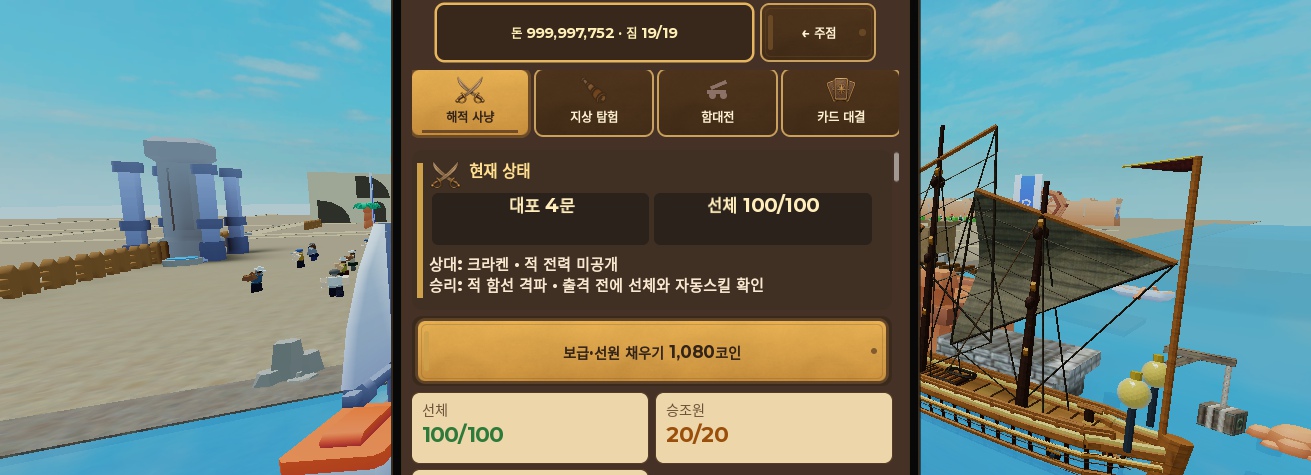 돈 999,997,752 · 짐 19/19
← 주점
해적 사냥
지상 탐험
함대전
카드 대결
현재 상태
대포 4문
선체 100/100
상대: 크라켄 • 적 전력 미공개
승리: 적 함선 격파 • 출격 전에 선체와 자동스킬 확인
보급·선원 채우기 1,080코인
선체
승조원
100/100
20/20